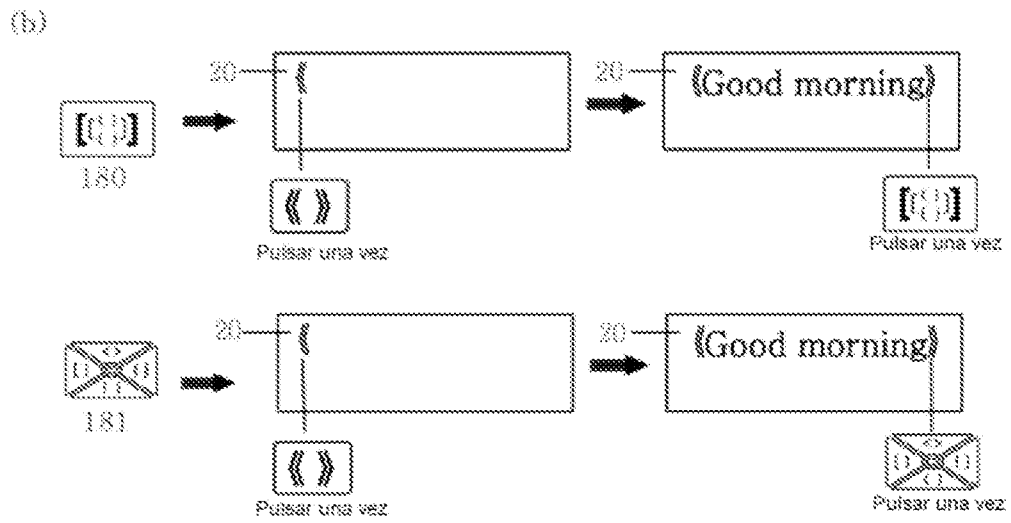 (b)
20 ⟪ 20 ⟪Good morning⟫
[({ })]
180
⟪ ⟫ [({ })]
Pulsar una vez Pulsar una vez
20 ⟪ 20 ⟪Good morning⟫
181
⟪ ⟫
Pulsar una vez Pulsar una vez